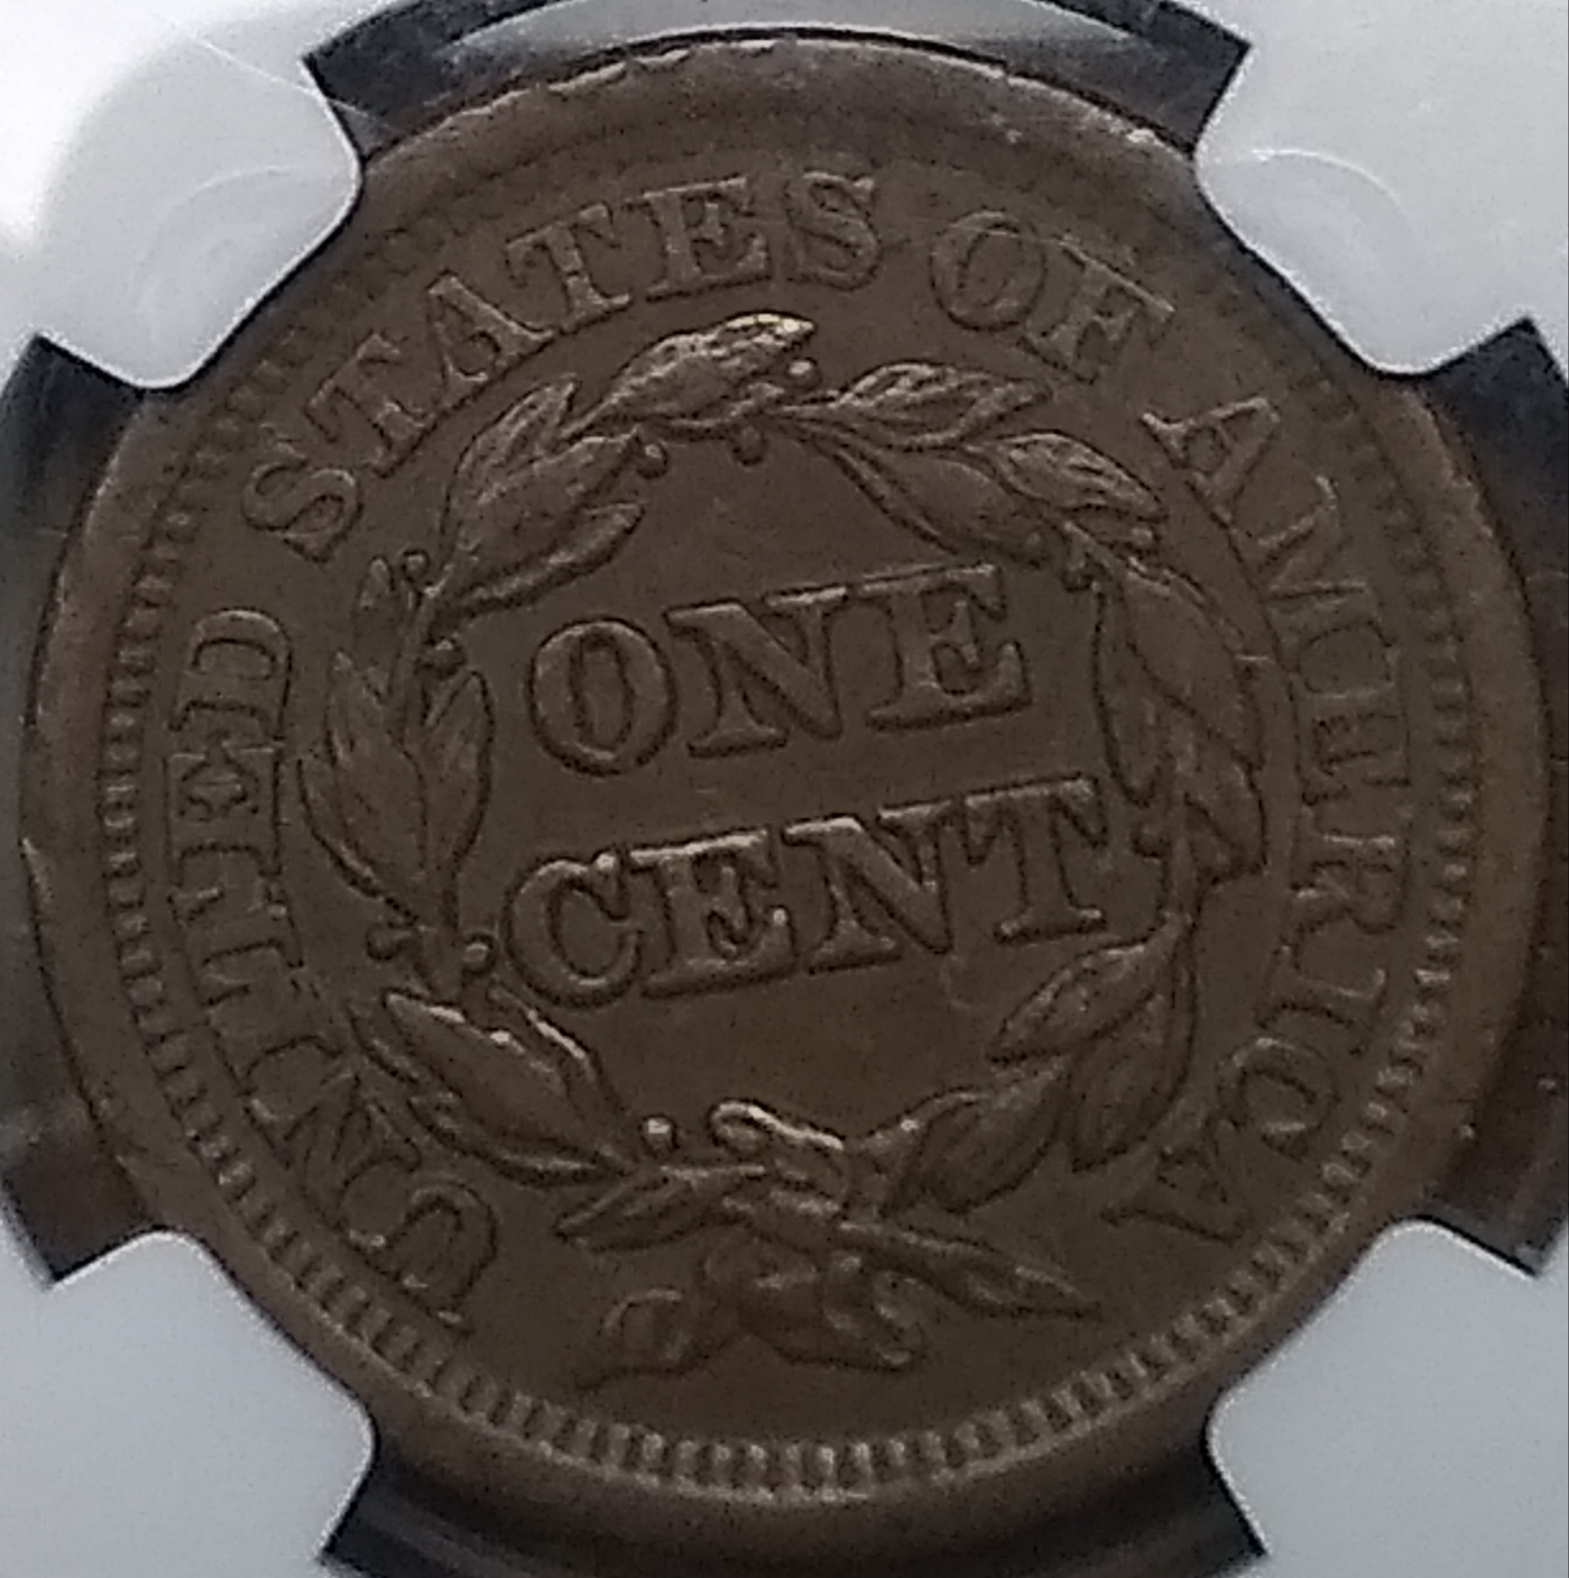 UNITED STATES OF AMERICA
ONE
CENT